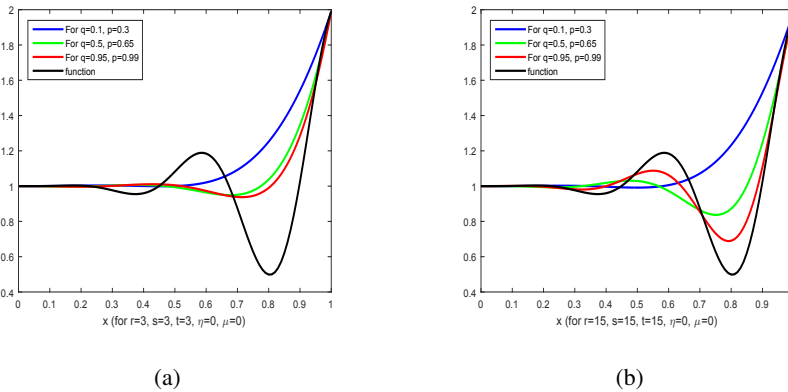 2
1.8
1.6
1.4
1.2
1
0.8
0.6
0.4
For q=0.1, p=0.3
For q=0.5, p=0.65
For q=0.95, p=0.99
function
0 0.1 0.2 0.3 0.4 0.5 0.6 0.7 0.8 0.9 1
x (for r=3, s=3, t=3, η=0, μ=0)
(a)
2
1.8
1.6
1.4
1.2
1
0.8
0.6
0.4
For q=0.1, p=0.3
For q=0.5, p=0.65
For q=0.95, p=0.99
function
0 0.1 0.2 0.3 0.4 0.5 0.6 0.7 0.8 0.9
x (for r=15, s=15, t=15, η=0, μ=0)
(b)